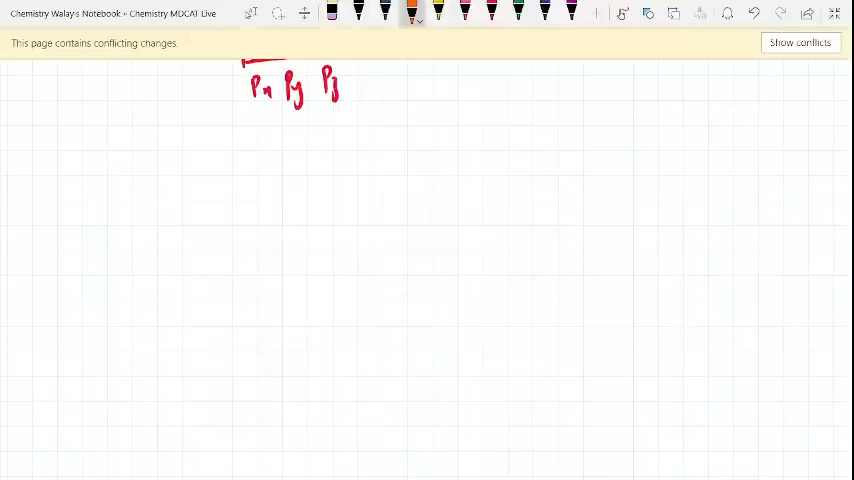 Chemistry Walay's Notebook » Chemistry MDCAT Live
This page contains conflicting changes.
Show conflicts
Px Py Pz